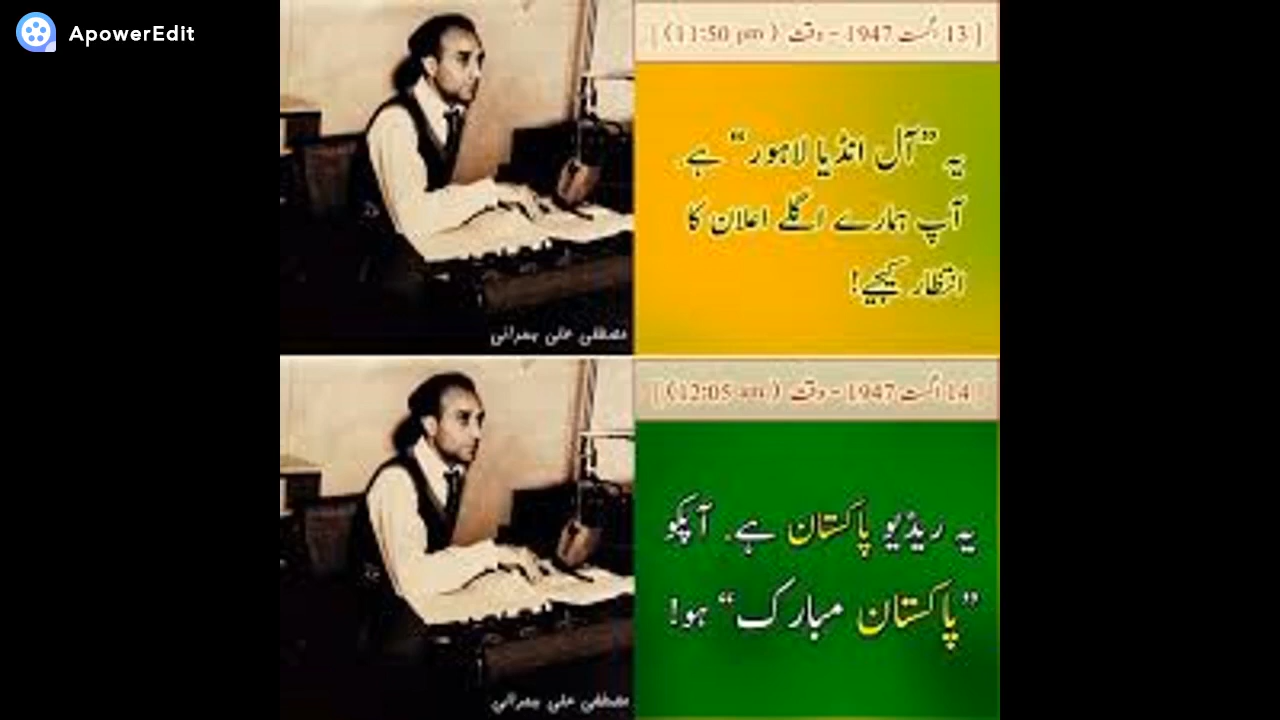 ApowerEdit
[ 13 اگست 1947 - وقت ( 11:50 pm ) ]
یہ ”آل انڈیا لاہور“ ہے۔
آپ ہمارے اگلے اعلان کا
انتظار کیجیے!
مصطفی علی ہمدانی
[ 14 اگست 1947 - وقت ( 12:05 am ) ]
یہ ریڈیو پاکستان ہے۔ آپکو
”پاکستان مبارک“ ہو!
مصطفی علی ہمدانی